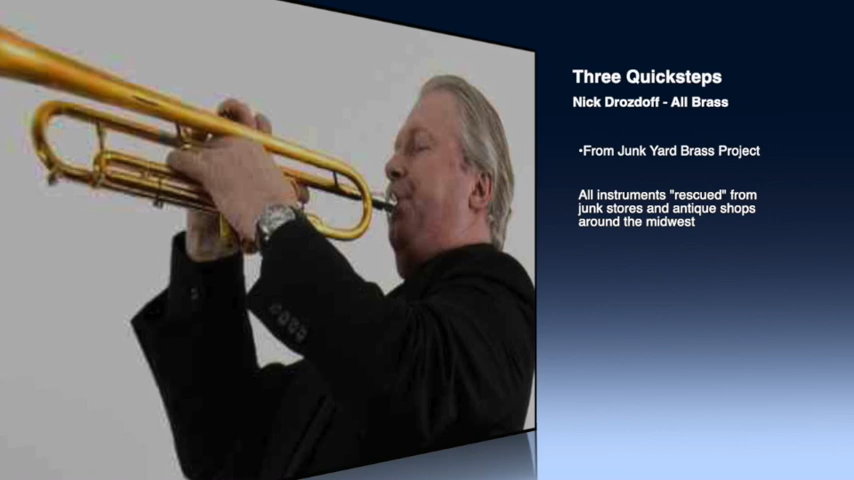 Three Quicksteps
Nick Drozdoff - All Brass
•From Junk Yard Brass Project
All instruments "rescued" from
junk stores and antique shops
around the midwest